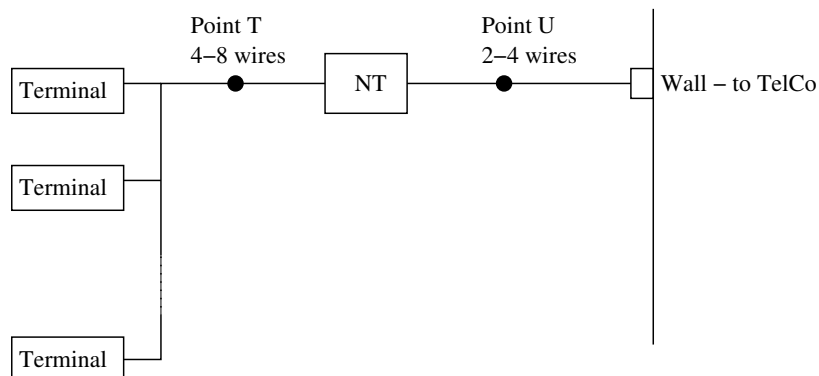 Point T
4–8 wires
Point U
2–4 wires
Terminal
NT
Wall – to TelCo
Terminal
Terminal